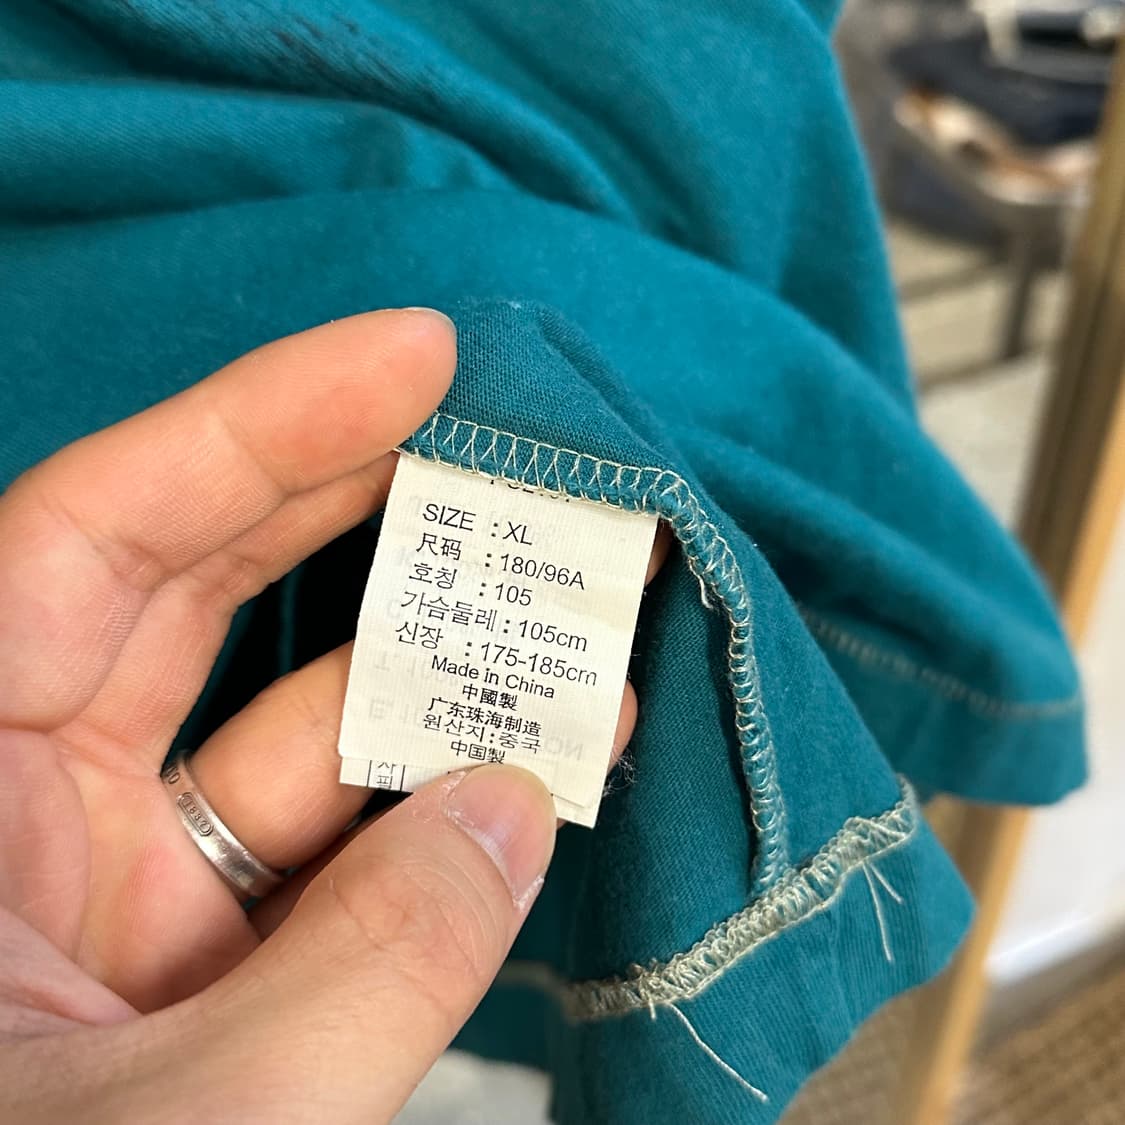 SIZE : XL
尺码 : 180/96A
호칭 : 105
가슴둘레 : 105cm
신장 : 175-185cm
Made in China
中國製
广东珠海制造
원산지:중국
中国製
1837